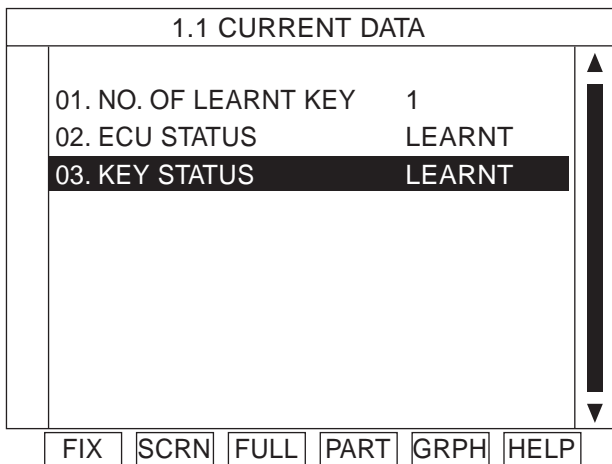 1.1 CURRENT DATA
01. NO. OF LEARNT KEY 1
02. ECU STATUS LEARNT
03. KEY STATUS LEARNT
FIX SCRN FULL PART GRPH HELP